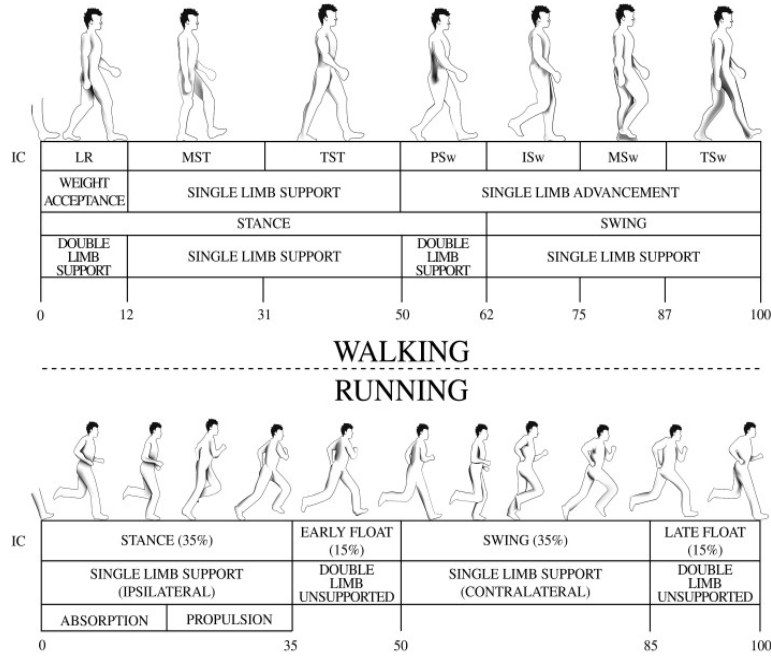 IC LR MST TST PSw ISw MSw TSw
WEIGHT
ACCEPTANCE
SINGLE LIMB SUPPORT
SINGLE LIMB ADVANCEMENT
STANCE
SWING
DOUBLE
LIMB
SUPPORT
SINGLE LIMB SUPPORT
DOUBLE
LIMB
SUPPORT
SINGLE LIMB SUPPORT
0 12 31 50 62 75 87 100
WALKING
RUNNING
IC
STANCE (35%)
EARLY FLOAT
(15%)
SWING (35%)
LATE FLOAT
(15%)
SINGLE LIMB SUPPORT
(IPSILATERAL)
DOUBLE
LIMB
UNSUPPORTED
SINGLE LIMB SUPPORT
(CONTRALATERAL)
DOUBLE
LIMB
UNSUPPORTED
ABSORPTION
PROPULSION
0 35 50 85 100